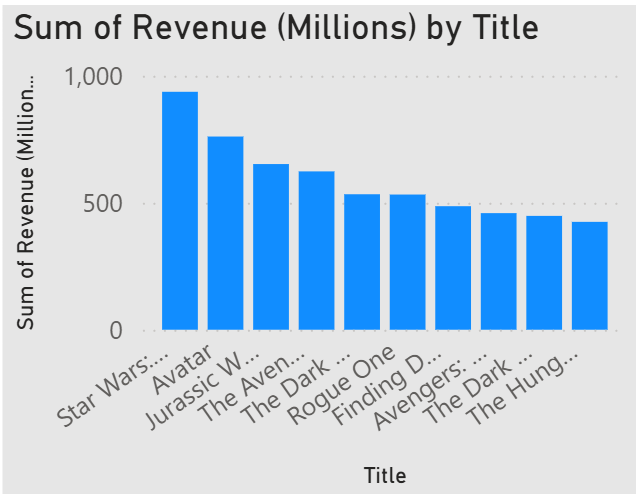 Sum of Revenue (Millions) by Title
Sum of Revenue (Million...
1,000
500
0
Star Wars:...
Avatar
Jurassic W...
The Aven...
The Dark ...
Rogue One
Finding D...
Avengers: ...
The Dark ...
The Hung...
Title